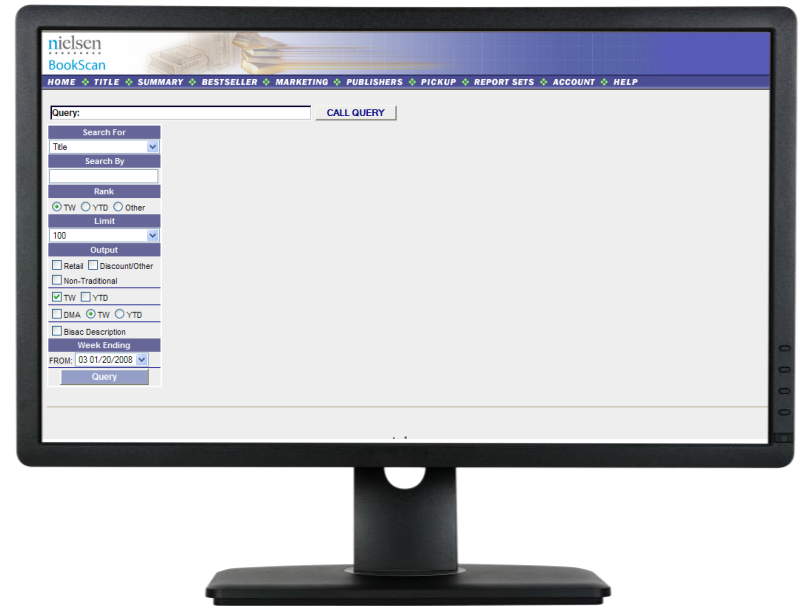 nielsen
BookScan
HOME TITLE SUMMARY BESTSELLER MARKETING PUBLISHERS PICKUP REPORT SETS ACCOUNT HELP
Query: CALL QUERY
Search For
Title
Search By
Rank
TW YTD Other
Limit
100
Output
Retail Discount/Other
Non-Traditional
TW YTD
DMA TW YTD
Bisac Description
Week Ending
FROM: 03 01/20/2008
Query